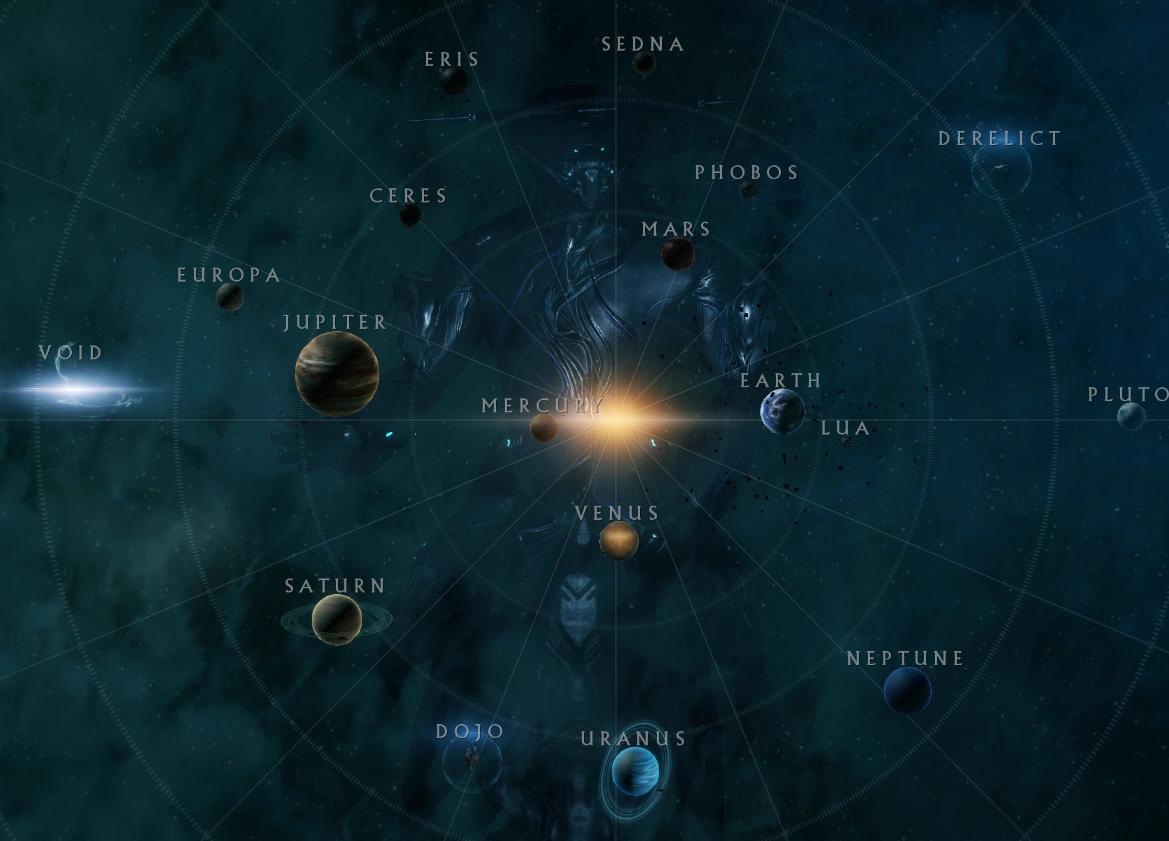 SEDNA
ERIS
DERELICT
PHOBOS
CERES
MARS
EUROPA
JUPITER
VOID
EARTH
PLUTO
MERCURY
LUA
VENUS
SATURN
NEPTUNE
DOJO
URANUS